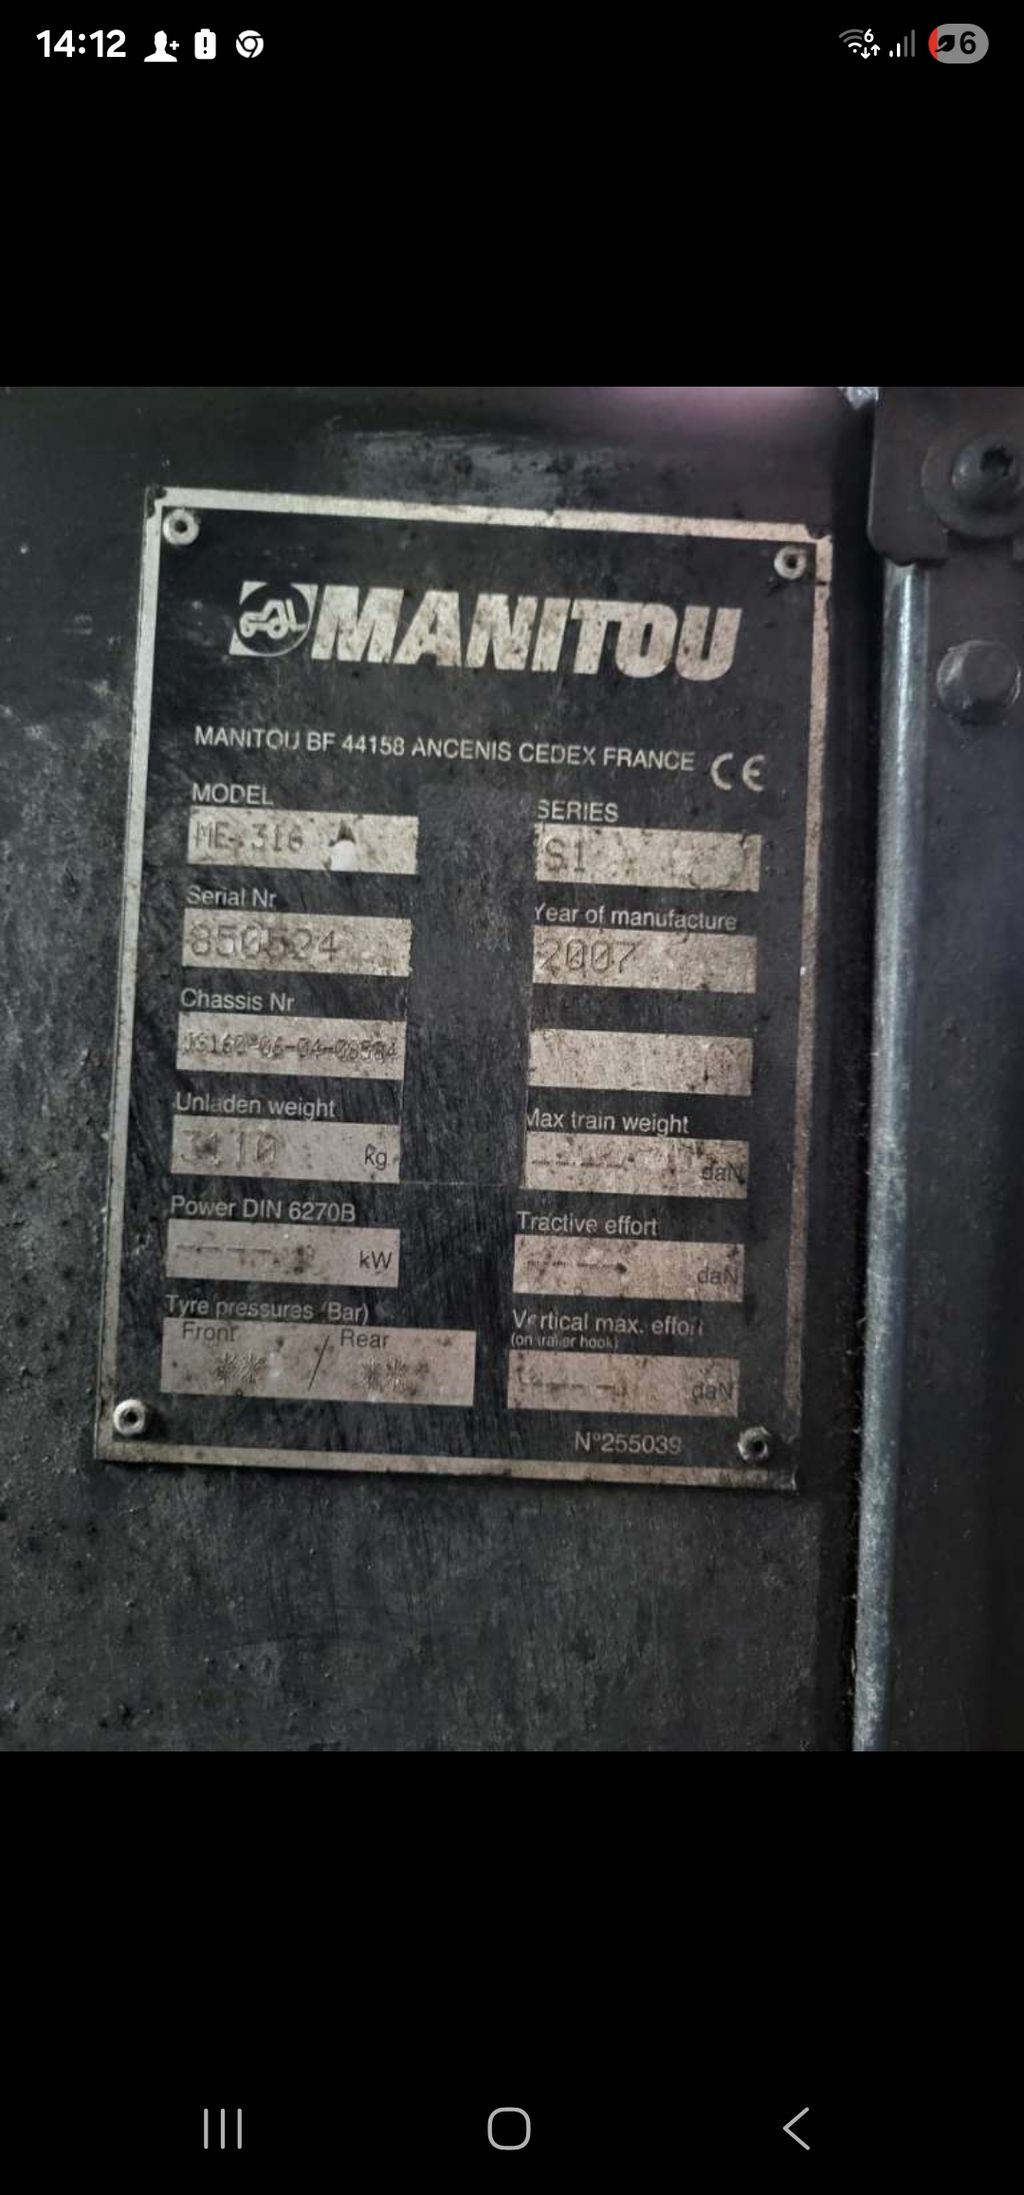 14:12
6
6
MANITOU
MANITOU BF 44158 ANCENIS CEDEX FRANCE CE
MODEL
SERIES
ME 316
S1
Serial Nr
Year of manufacture
850524
2007
Chassis Nr
Unladen weight
Max train weight
kg
daN
Power DIN 6270B
Tractive effort
kW
daN
Tyre pressures (Bar)
Vertical max. effort
(on trailer hook)
Front / Rear
** / ***
daN
N°255039